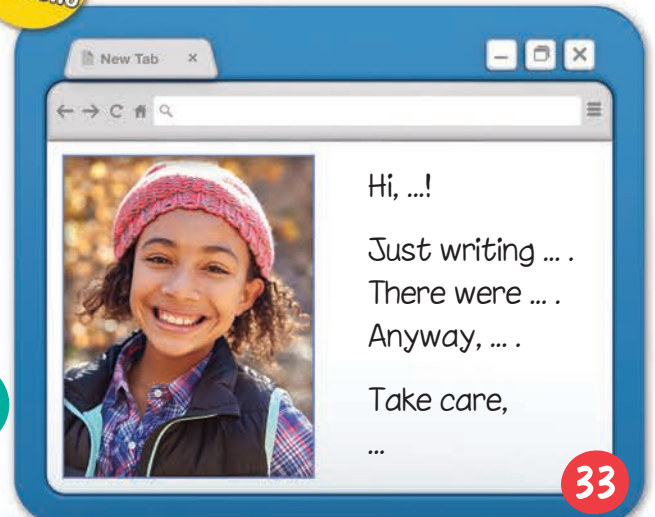 New Tab
Hi, ...!
Just writing ... .
There were ... .
Anyway, ... .
Take care,
...
33